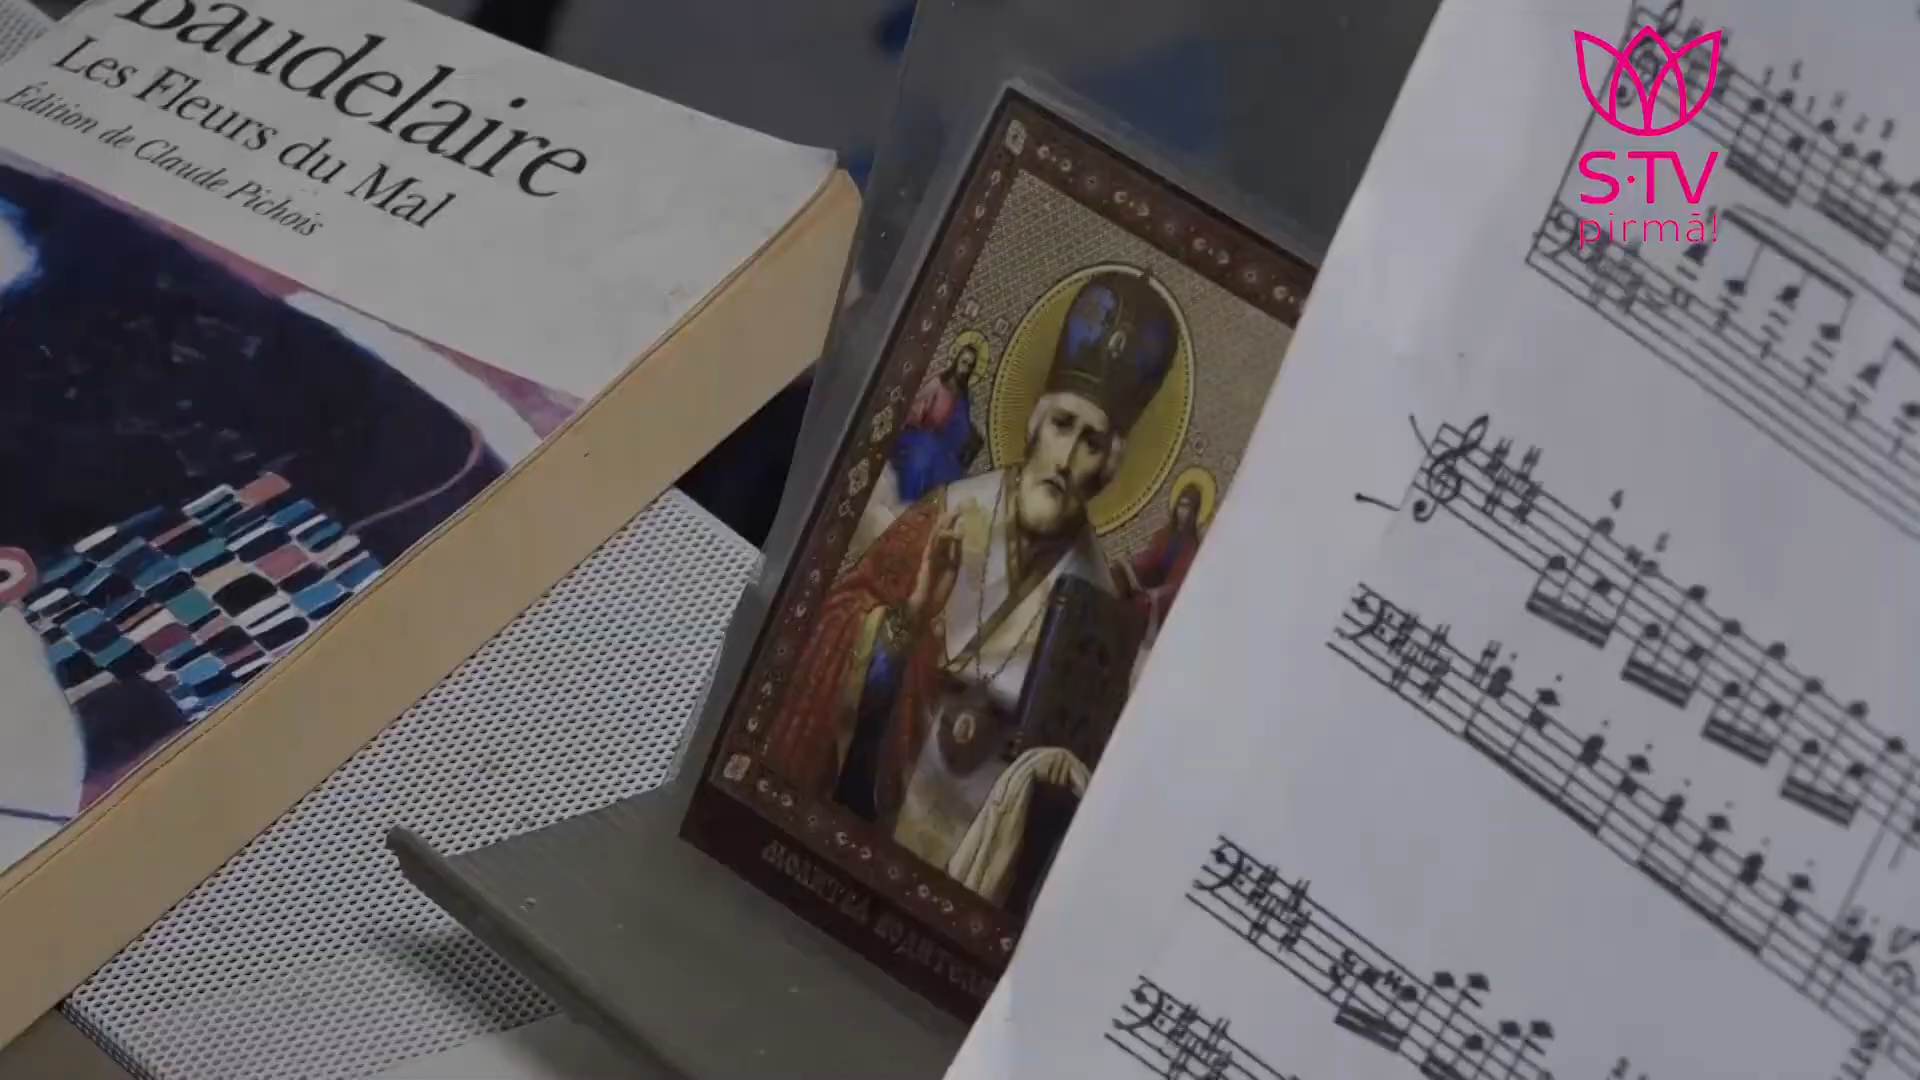 Baudelaire
Les Fleurs du Mal
Édition de Claude Pichois
S·TV
pirmā!